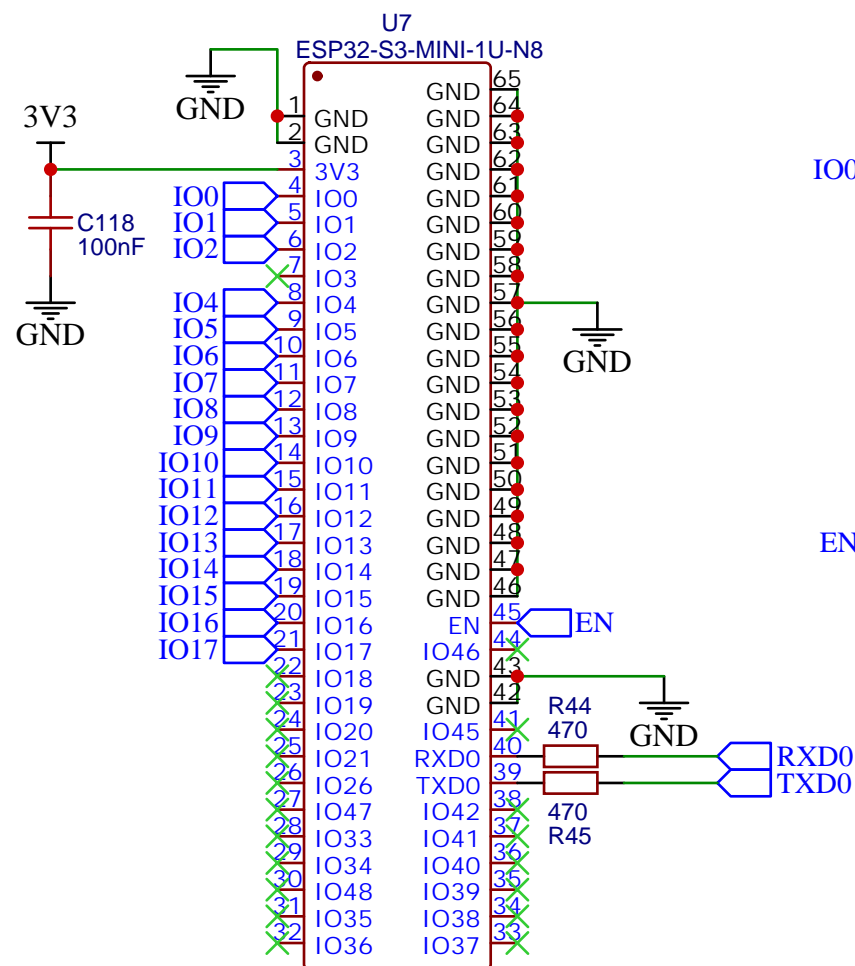 U7
ESP32-S3-MINI-1U-N8
GND
3V3
C118
100nF
GND
IO0
IO1
IO2
IO4
IO5
IO6
IO7
IO8
IO9
IO10
IO11
IO12
IO13
IO14
IO15
IO16
IO17
1 GND
2 GND
3 3V3
4 IO0
5 IO1
6 IO2
7 IO3
8 IO4
9 IO5
10 IO6
11 IO7
12 IO8
13 IO9
14 IO10
15 IO11
16 IO12
17 IO13
18 IO14
19 IO15
20 IO16
21 IO17
22 IO18
23 IO19
24 IO20
25 IO21
26 IO26
27 IO47
28 IO33
29 IO34
30 IO48
31 IO35
32 IO36
GND 65
GND 64
GND 63
GND 62
GND 61
GND 60
GND 59
GND 58
GND 57
GND 56
GND 55
GND 54
GND 53
GND 52
GND 51
GND 50
GND 49
GND 48
GND 47
GND 46
EN 45
IO46 44
GND 43
GND 42
IO45 41
RXD0 40
TXD0 39
IO42 38
IO41 37
IO40 36
IO39 35
IO38 34
IO37 33
GND
EN
GND
R44
470
RXD0
TXD0
470
R45
IO0
EN